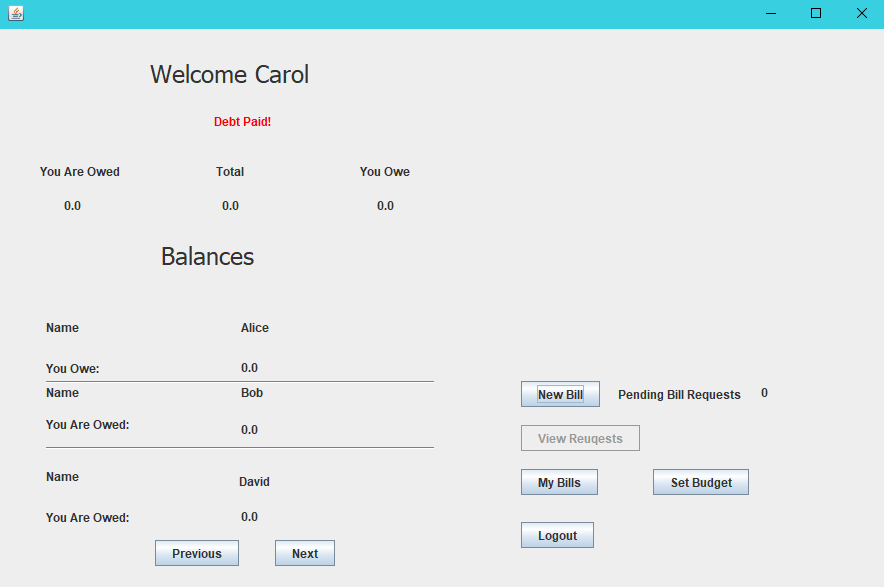 Welcome Carol
Debt Paid!
You Are Owed Total You Owe
0.0 0.0 0.0
Balances
Name Alice
You Owe: 0.0
Name Bob
You Are Owed: 0.0
Name David
You Are Owed: 0.0
Previous Next
New Bill Pending Bill Requests 0
View Reuqests
My Bills Set Budget
Logout